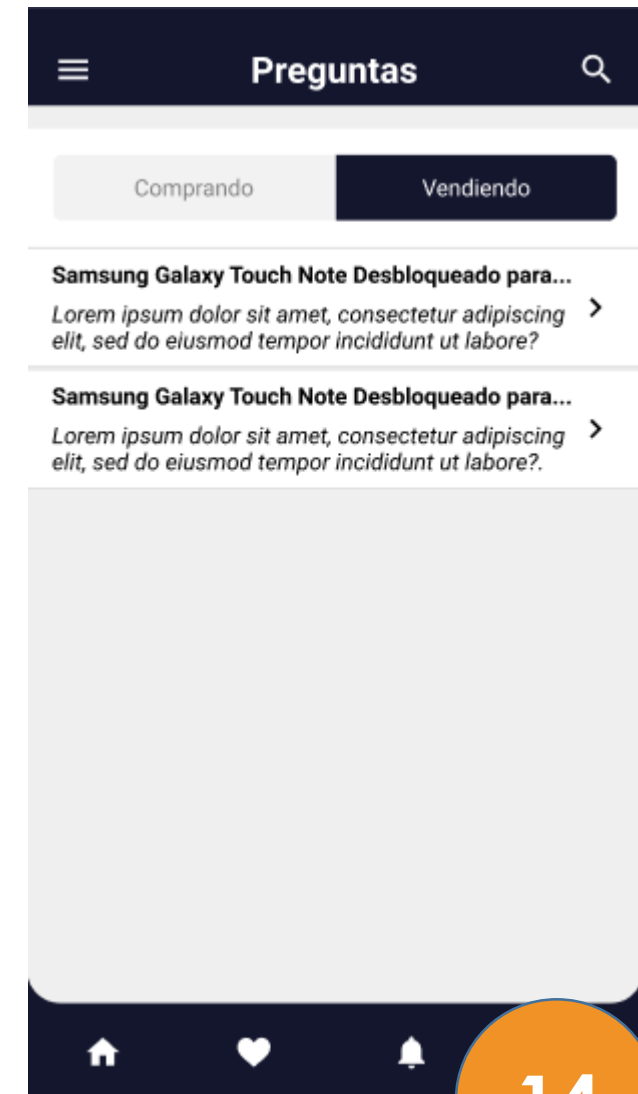 Preguntas
Comprando
Vendiendo
Samsung Galaxy Touch Note Desbloqueado para...
Lorem ipsum dolor sit amet, consectetur adipiscing
elit, sed do eiusmod tempor incididunt ut labore?
Samsung Galaxy Touch Note Desbloqueado para...
Lorem ipsum dolor sit amet, consectetur adipiscing
elit, sed do eiusmod tempor incididunt ut labore?.
14